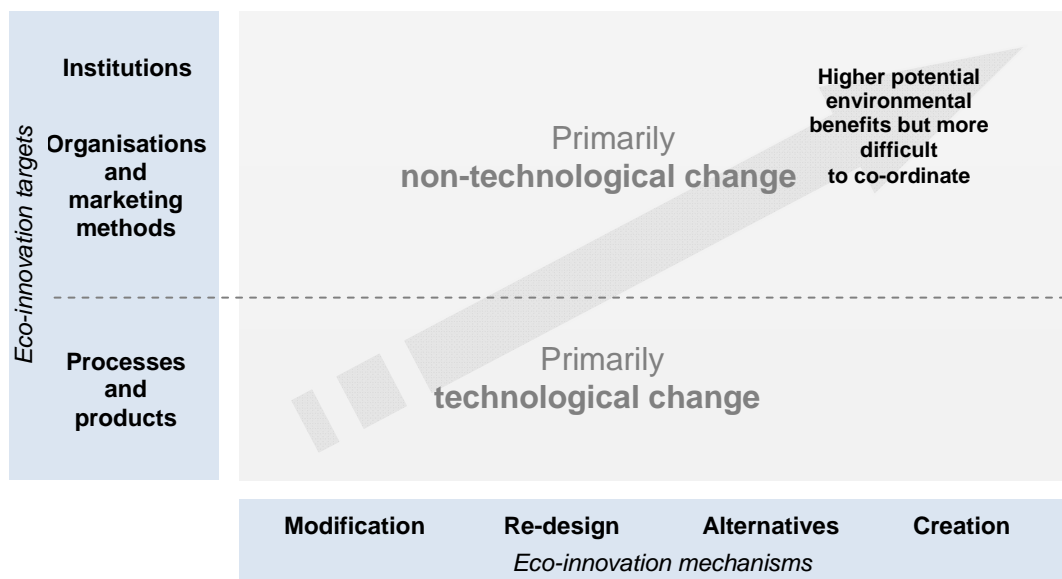 Eco-innovation targets
Institutions
Organisations
and
marketing
methods
Processes
and
products
Primarily
non-technological change
Higher potential
environmental
benefits but more
difficult
to co-ordinate
Primarily
technological change
Modification Re-design Alternatives Creation
Eco-innovation mechanisms